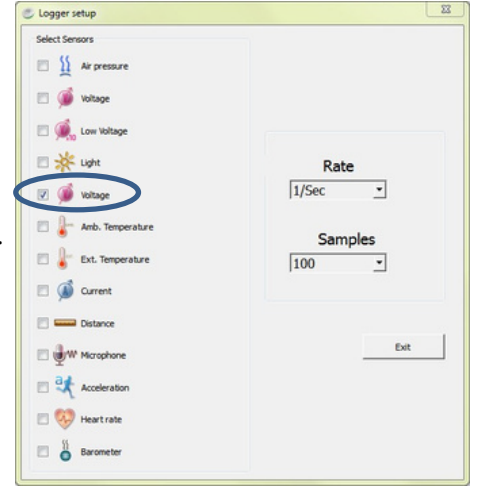 Logger setup
Select Sensors
Air pressure
Voltage
Low Voltage
Light
Voltage
Amb. Temperature
Ext. Temperature
Current
Distance
Microphone
Acceleration
Heart rate
Barometer
Rate
1/Sec
Samples
100
Exit